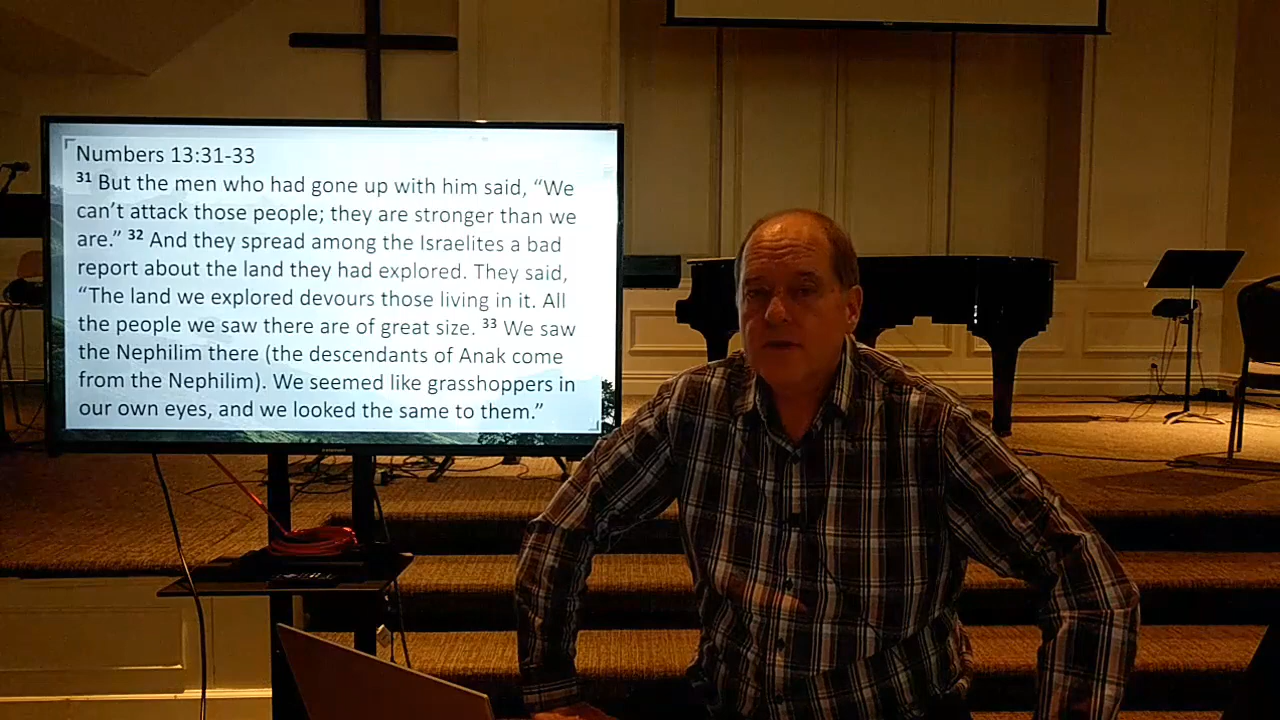 Numbers 13:31-33
31 But the men who had gone up with him said, “We
can’t attack those people; they are stronger than we
are.” 32 And they spread among the Israelites a bad
report about the land they had explored. They said,
“The land we explored devours those living in it. All
the people we saw there are of great size. 33 We saw
the Nephilim there (the descendants of Anak come
from the Nephilim). We seemed like grasshoppers in
our own eyes, and we looked the same to them.”